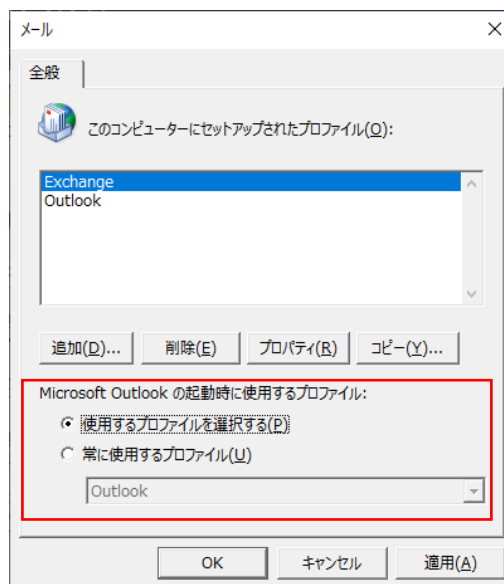 メール
全般
このコンピューターにセットアップされたプロファイル(O):
Exchange
Outlook
追加(D)... 削除(E) プロパティ(R) コピー(Y)...
Microsoft Outlook の起動時に使用するプロファイル:
使用するプロファイルを選択する(P)
常に使用するプロファイル(U)
Outlook
OK キャンセル 適用(A)